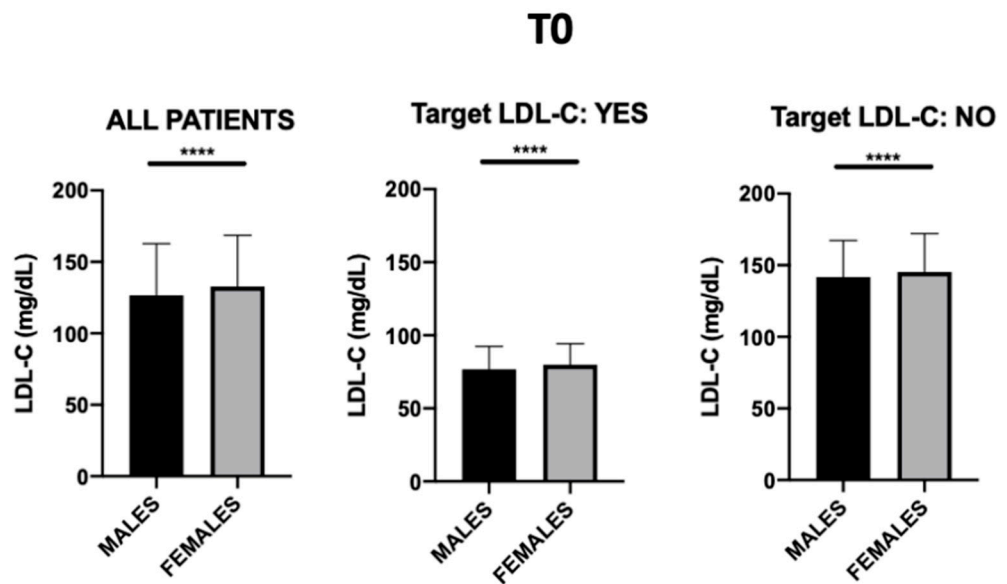 T0
ALL PATIENTS
****
200
150
100
50
0
LDL-C (mg/dL)
MALES
FEMALES
Target LDL-C: YES
****
200
150
100
50
0
LDL-C (mg/dL)
MALES
FEMALES
Target LDL-C: NO
****
200
150
100
50
0
LDL-C (mg/dL)
MALES
FEMALES